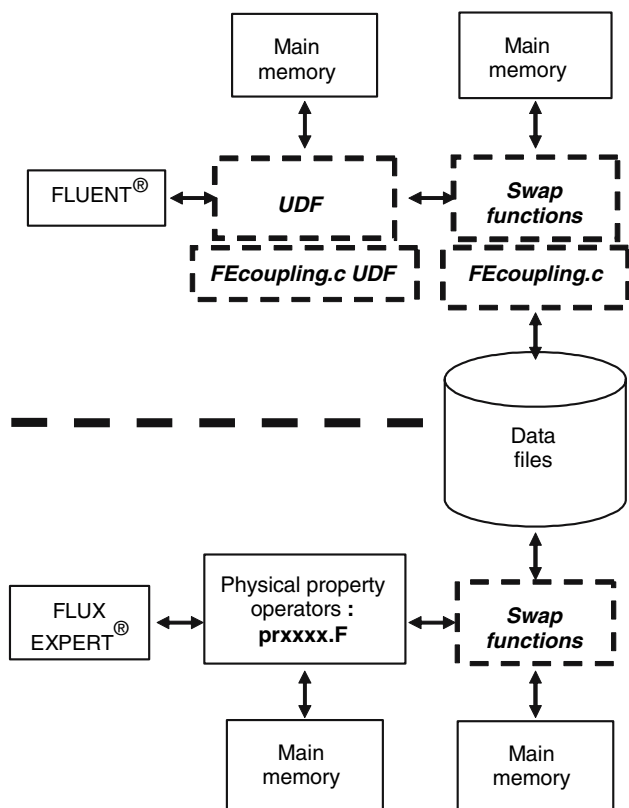 Main
memory
Main
memory
FLUENT®
UDF
Swap
functions
FEcoupling.c UDF
FEcoupling.c
Data
files
FLUX
EXPERT®
Physical property
operators :
prxxxx.F
Swap
functions
Main
memory
Main
memory